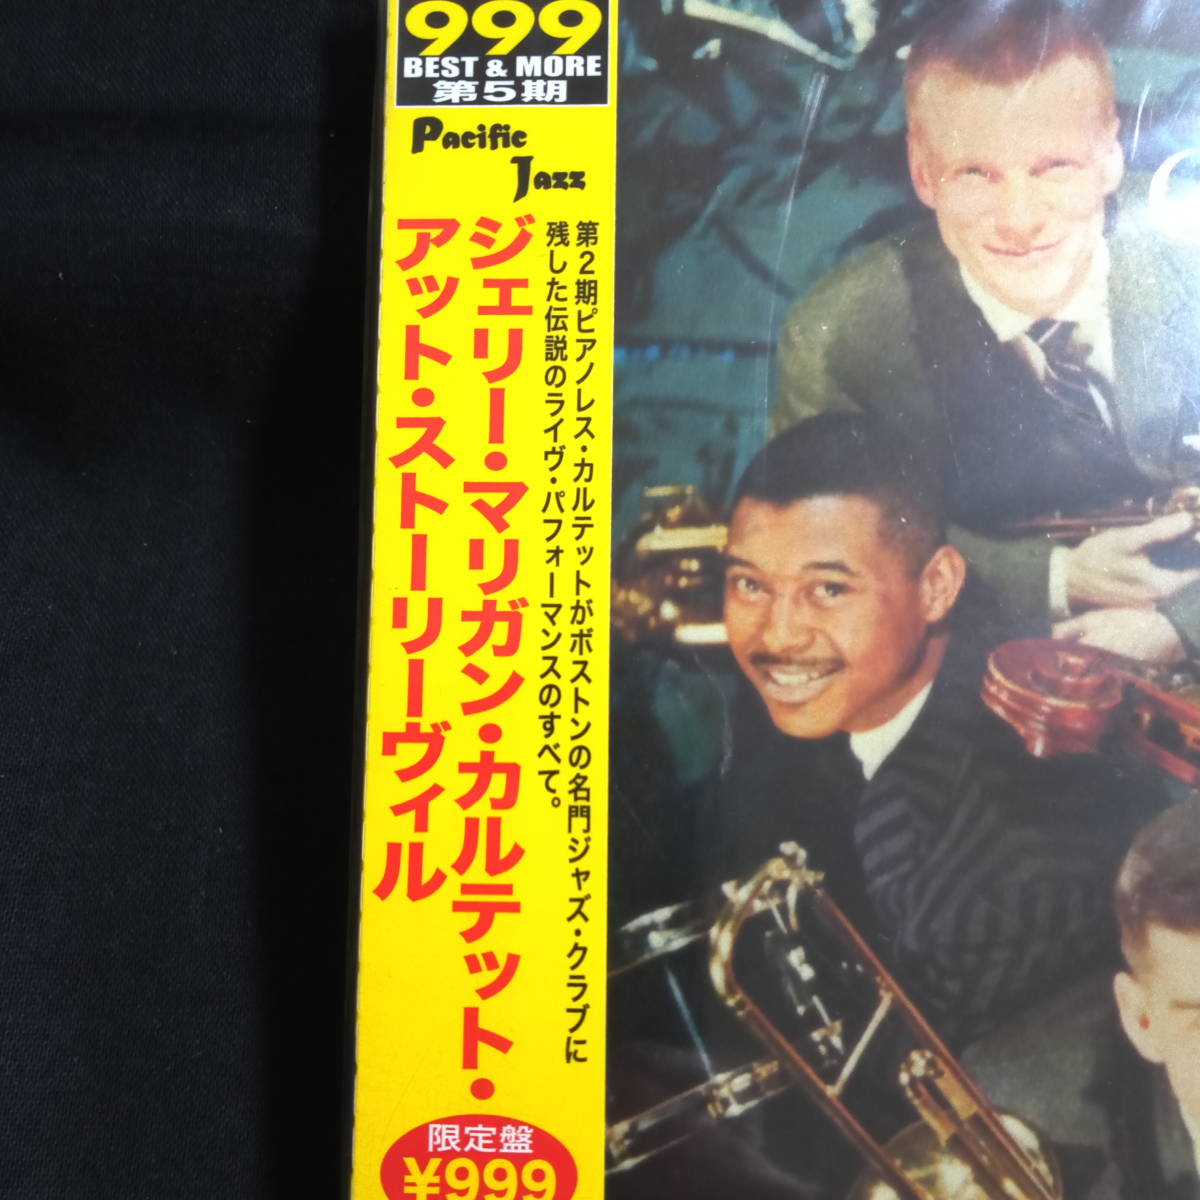 999
BEST & MORE
第5期
Pacific
Jazz
第2期ピアノレス・カルテットがボストンの名門ジャズ・クラブに
残した伝説のライヴ・パフォーマンスのすべて。
ジェリー・マリガン・カルテット・
アット・ストーリーヴィル
限定盤
¥999